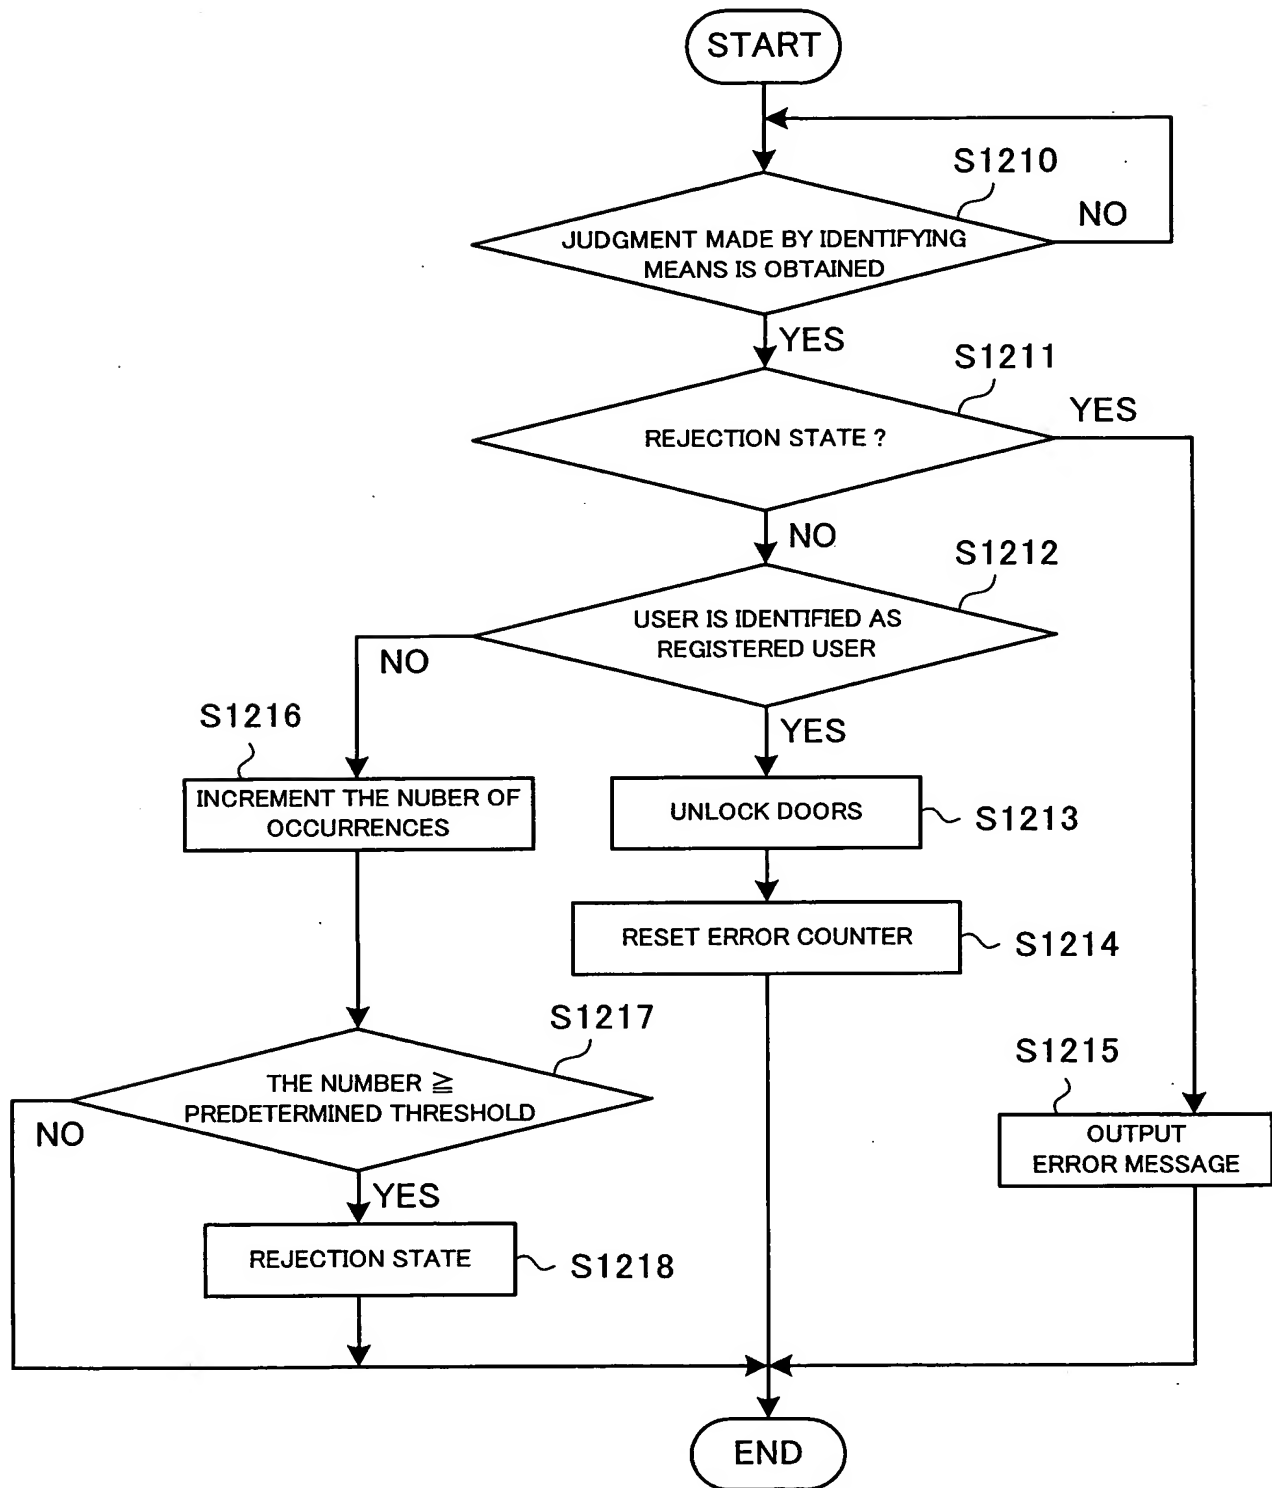 START
S1210
NO
JUDGMENT MADE BY IDENTIFYING
MEANS IS OBTAINED
YES
S1211
YES
REJECTION STATE ?
NO
S1212
USER IS IDENTIFIED AS
REGISTERED USER
NO
YES
S1216
INCREMENT THE NUBER OF
OCCURRENCES
UNLOCK DOORS
S1213
RESET ERROR COUNTER
S1214
S1217
THE NUMBER ≧
PREDETERMINED THRESHOLD
NO
YES
S1215
OUTPUT
ERROR MESSAGE
REJECTION STATE
S1218
END